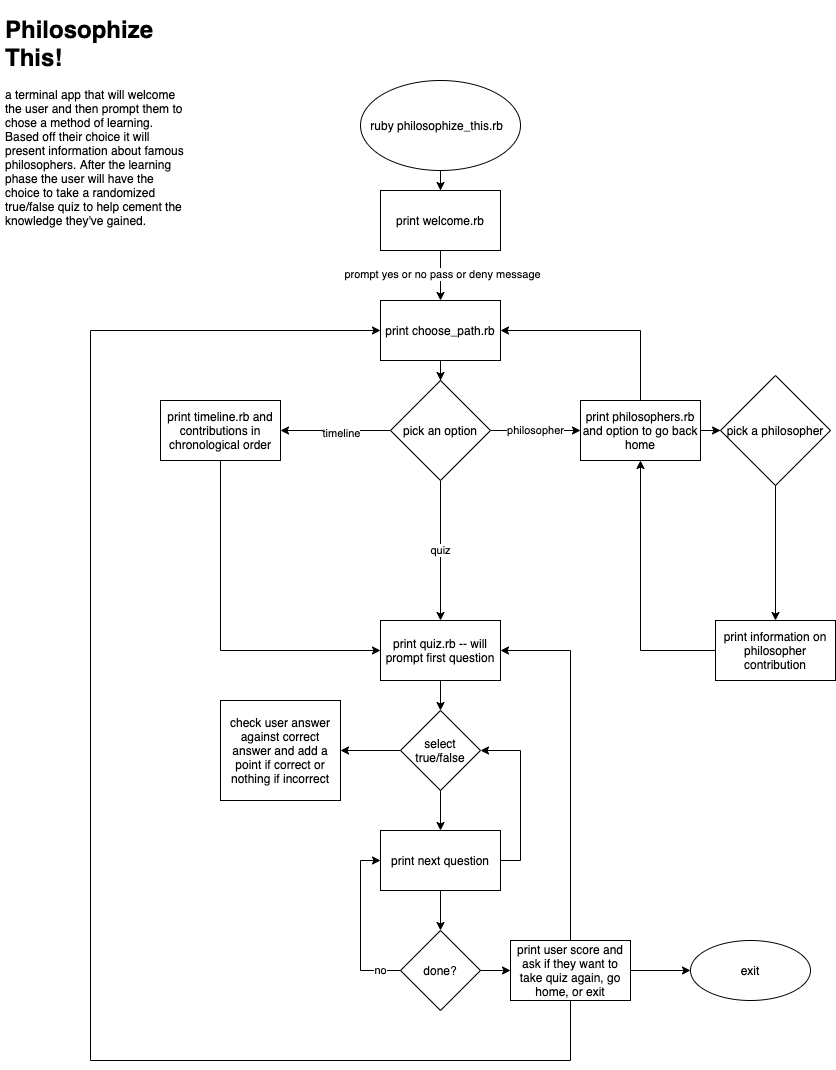 Philosophize
This!
a terminal app that will welcome
the user and then prompt them to
chose a method of learning.
Based off their choice it will
present information about famous
philosophers. After the learning
phase the user will have the
choice to take a randomized
true/false quiz to help cement the
knowledge they've gained.
ruby philosophize_this.rb
print welcome.rb
prompt yes or no pass or deny message
print choose_path.rb
print timeline.rb and
contributions in
chronological order
timeline
pick an option
philosopher
print philosophers.rb
and option to go back
home
pick a philosopher
quiz
print quiz.rb -- will
prompt first question
print information on
philosopher
contribution
check user answer
against correct
answer and add a
point if correct or
nothing if incorrect
select
true/false
print next question
no
done?
print user score and
ask if they want to
take quiz again, go
home, or exit
exit